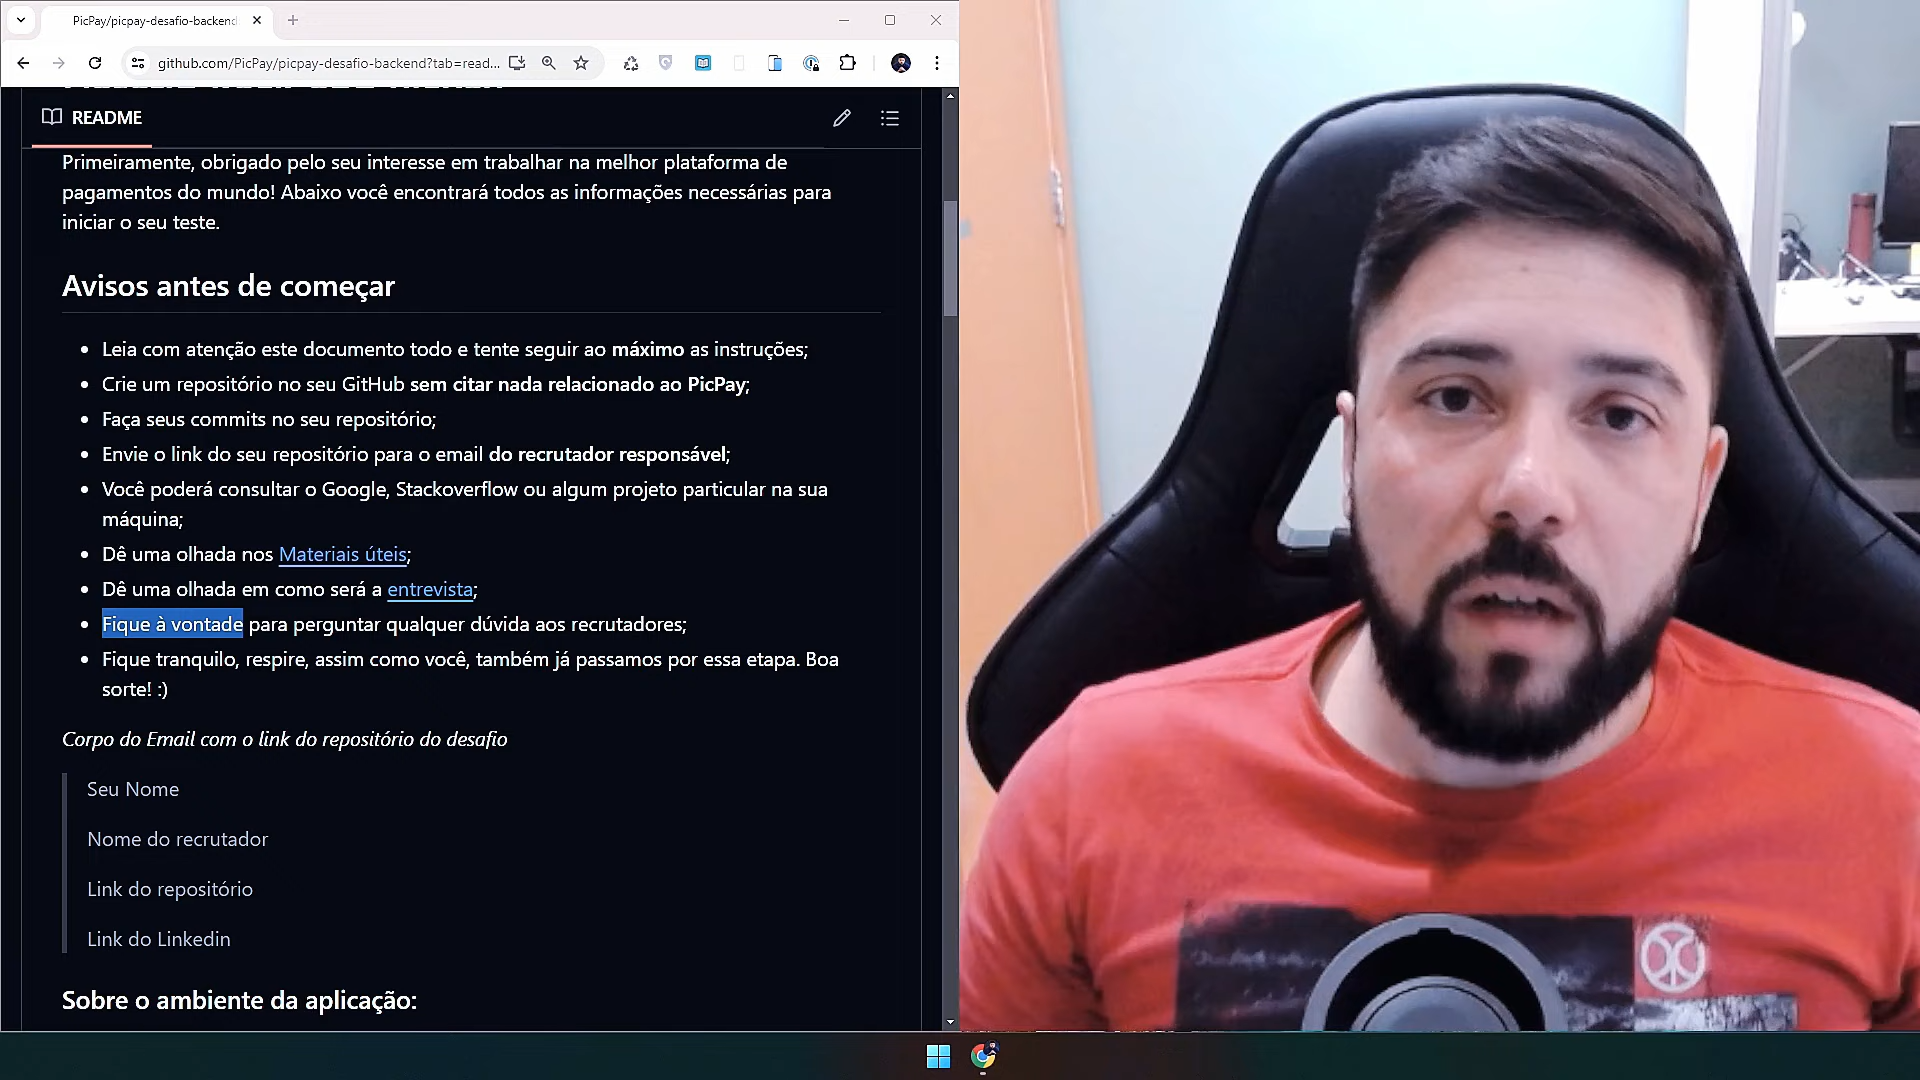 PicPay/picpay-desafio-backend
github.com/PicPay/picpay-desafio-backend?tab=read...
README
Primeiramente, obrigado pelo seu interesse em trabalhar na melhor plataforma de
pagamentos do mundo! Abaixo você encontrará todos as informações necessárias para
iniciar o seu teste.
Avisos antes de começar
Leia com atenção este documento todo e tente seguir ao máximo as instruções;
Crie um repositório no seu GitHub sem citar nada relacionado ao PicPay;
Faça seus commits no seu repositório;
Envie o link do seu repositório para o email do recrutador responsável;
Você poderá consultar o Google, Stackoverflow ou algum projeto particular na sua
máquina;
Dê uma olhada nos Materiais úteis;
Dê uma olhada em como será a entrevista;
Fique à vontade para perguntar qualquer dúvida aos recrutadores;
Fique tranquilo, respire, assim como você, também já passamos por essa etapa. Boa
sorte! :)
Corpo do Email com o link do repositório do desafio
Seu Nome
Nome do recrutador
Link do repositório
Link do Linkedin
Sobre o ambiente da aplicação: